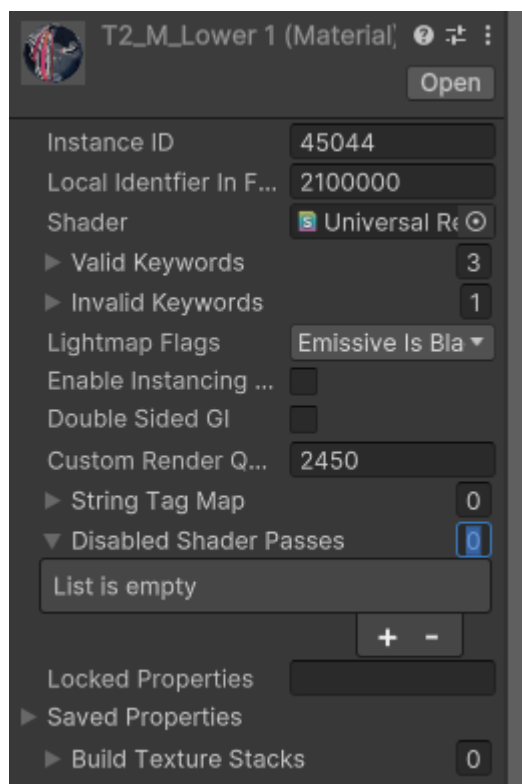 T2_M_Lower 1 (Material)
Open
Instance ID 45044
Local Identfier In F... 2100000
Shader Universal Re
Valid Keywords 3
Invalid Keywords 1
Lightmap Flags Emissive Is Bla
Enable Instancing ...
Double Sided GI
Custom Render Q... 2450
String Tag Map 0
Disabled Shader Passes 0
List is empty
+ -
Locked Properties
Saved Properties
Build Texture Stacks 0